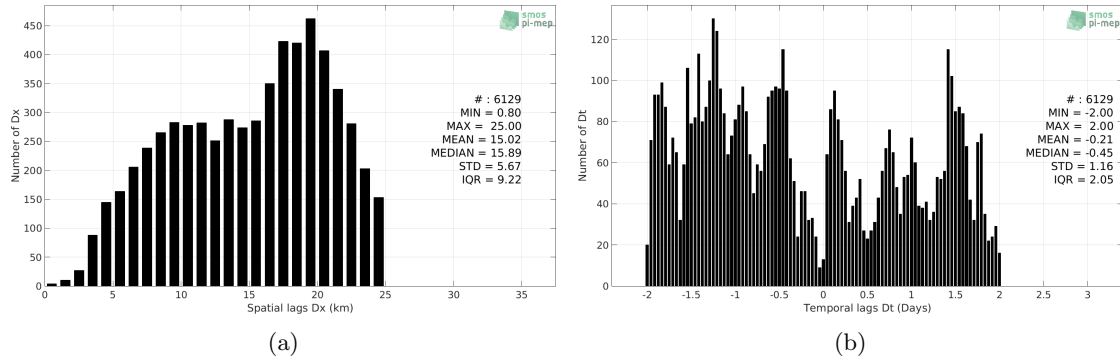 450
400
350
300
250
200
150
100
50
0
0 5 10 15 20 25 30 35
Number of Dx
Spatial lags Dx (km)
smos
pi-mep
# : 6129
MIN = 0.80
MAX = 25.00
MEAN = 15.02
MEDIAN = 15.89
STD = 5.67
IQR = 9.22
(a)
120
100
80
60
40
20
0
-2 -1.5 -1 -0.5 0 0.5 1 1.5 2 2.5 3
Number of Dt
Temporal lags Dt (Days)
smos
pi-mep
# : 6129
MIN = -2.00
MAX = 2.00
MEAN = -0.21
MEDIAN = -0.45
STD = 1.16
IQR = 2.05
(b)